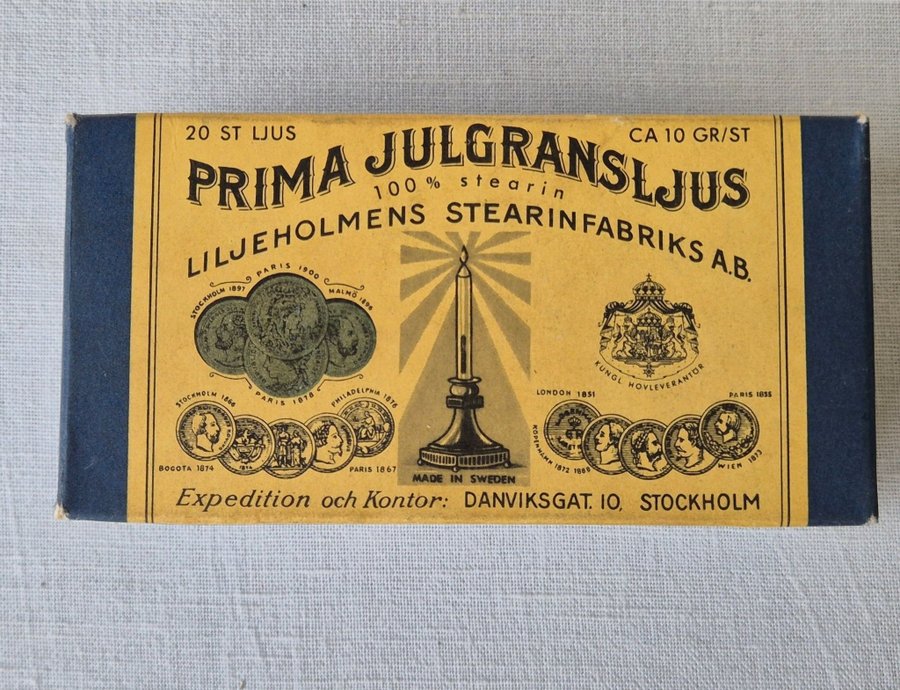 20 ST LJUS
CA 10 GR/ST
PRIMA JULGRANSLJUS
100% stearin
LILJEHOLMENS STEARINFABRIKS A.B.
STOCKHOLM 1897
PARIS 1900
MALMÖ 1896
PARIS 1878
KUNGL HOVLEVERANTÖR
STOCKHOLM 1866
PHILADELPHIA 1876
BOGOTA 1874
PARIS 1867
LONDON 1851
PARIS 1855
KOPENHAMN 1872
WIEN 1873
MADE IN SWEDEN
Expedition och Kontor: DANVIKSGAT. 10, STOCKHOLM